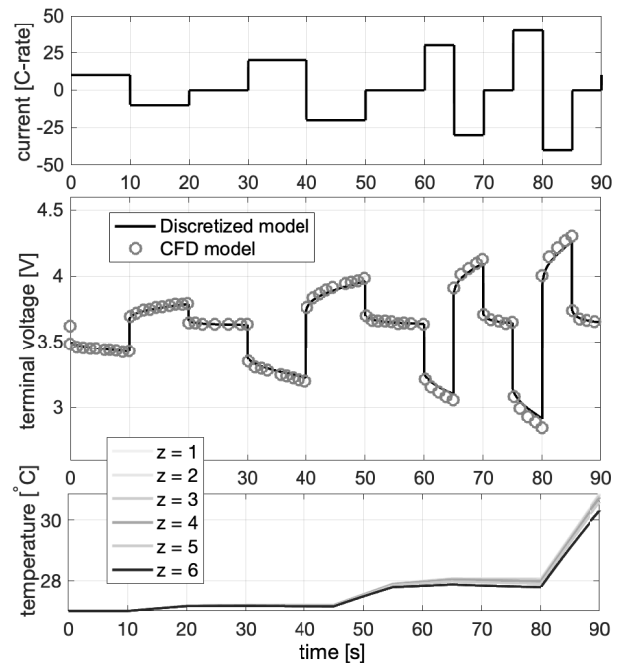 50
25
0
-25
-50
current [C-rate]
0 10 20 30 40 50 60 70 80 90
4.5
4
3.5
3
terminal voltage [V]
Discretized model
CFD model
0 10 20 30 40 50 60 70 80 90
z = 1
z = 2
z = 3
z = 4
z = 5
z = 6
30
28
temperature [°C]
0 10 20 30 40 50 60 70 80 90
time [s]